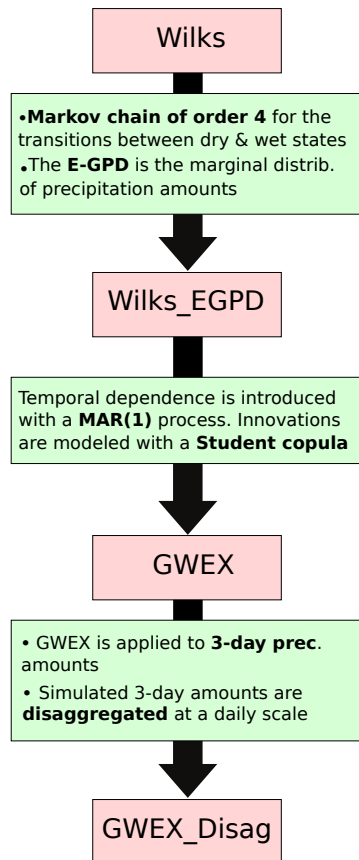 Wilks
•Markov chain of order 4 for the
transitions between dry & wet states
•The E-GPD is the marginal distrib.
of precipitation amounts
Wilks_EGPD
Temporal dependence is introduced
with a MAR(1) process. Innovations
are modeled with a Student copula
GWEX
• GWEX is applied to 3-day prec.
amounts
• Simulated 3-day amounts are
disaggregated at a daily scale
GWEX_Disag